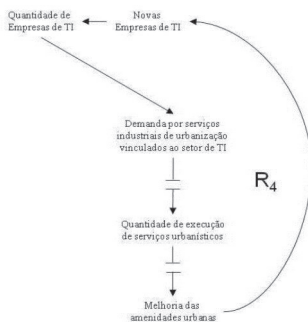 Quantidade de
Empresas de TI
Novas
Empresas de TI
Demanda por serviços
industriais de urbanização
vinculados ao setor de TI
R4
Quantidade de execução
de serviços urbanísticos
Melhoria das
amenidades urbanas